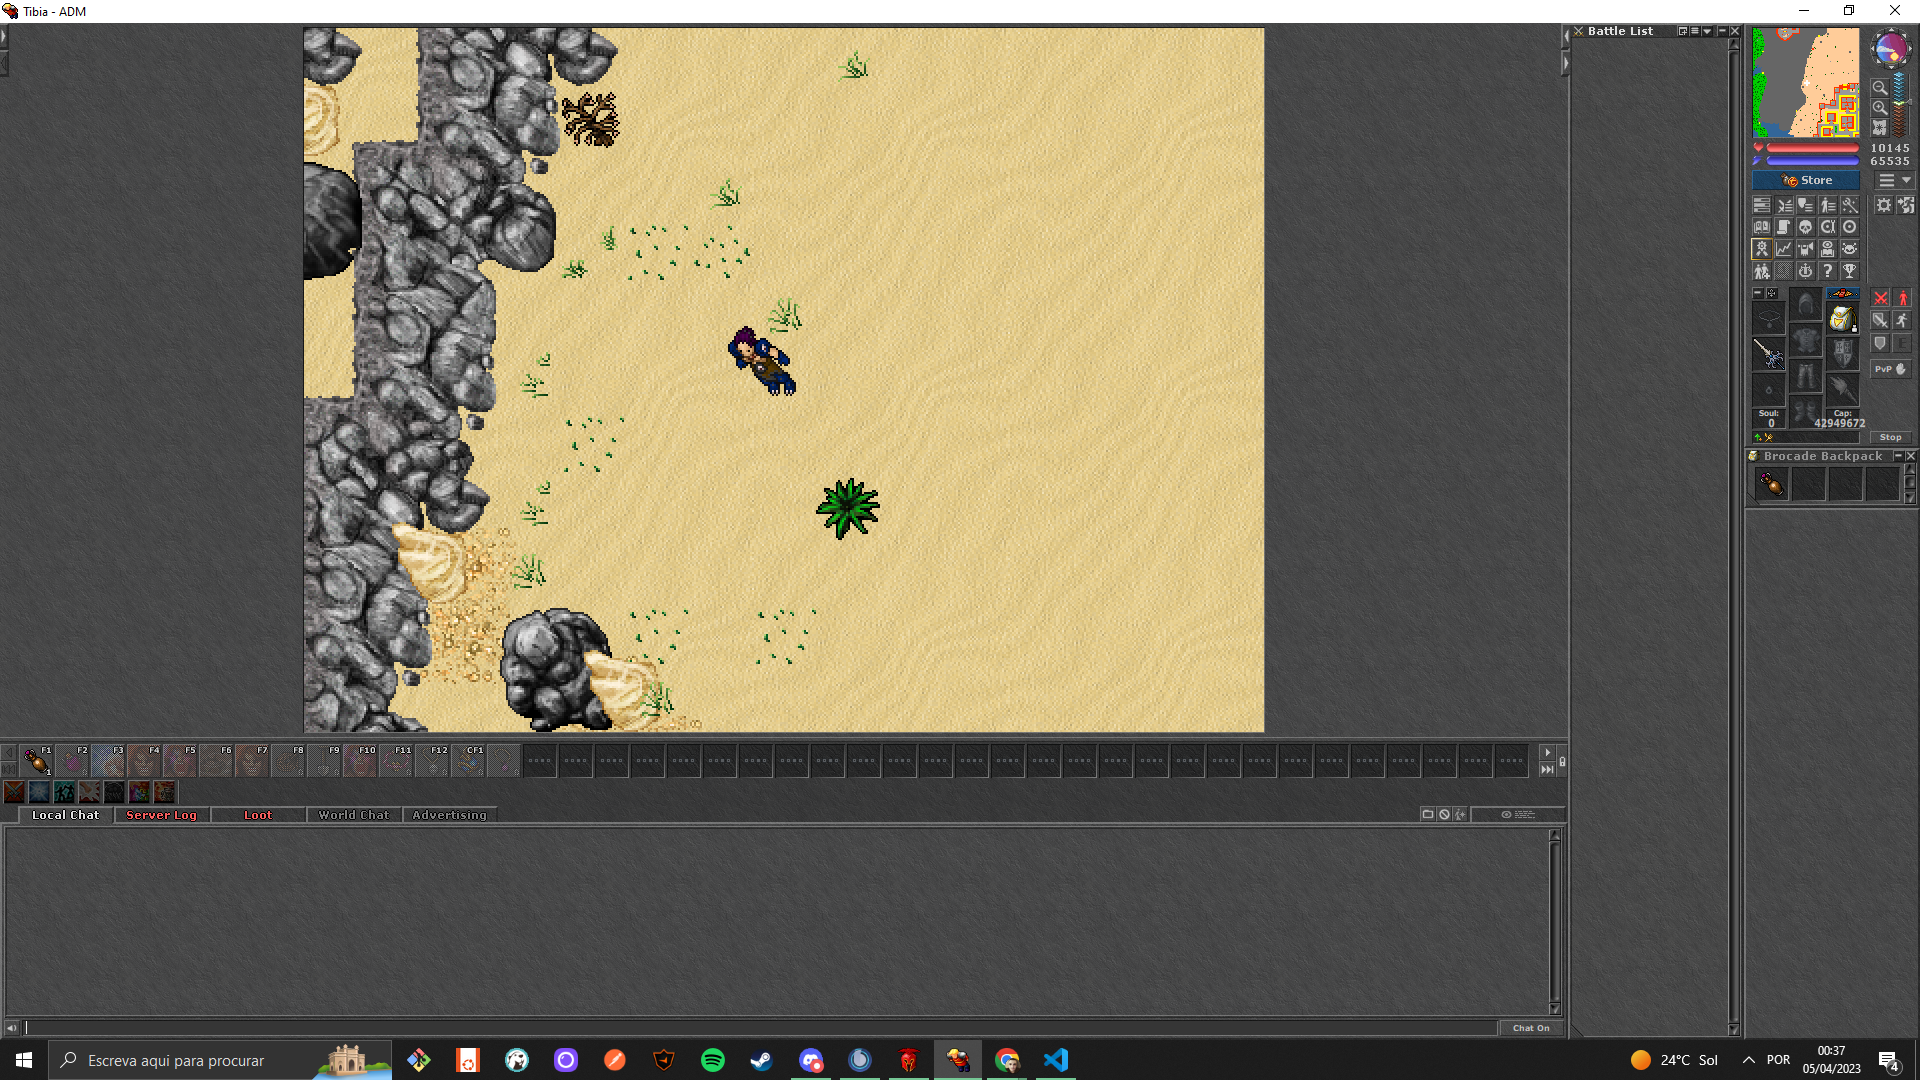 Tibia - ADM
Battle List
10145
65535
Store
PvP
Soul:
0
Cap:
42949672
Stop
Brocade Backpack
F1 F2 F3 F4 F5 F6 F7 F8 F9 F10 F11 F12 CF1
1
Local Chat Server Log Loot World Chat Advertising
Chat On
Escreva aqui para procurar
24°C Sol
POR
00:37
05/04/2023
4